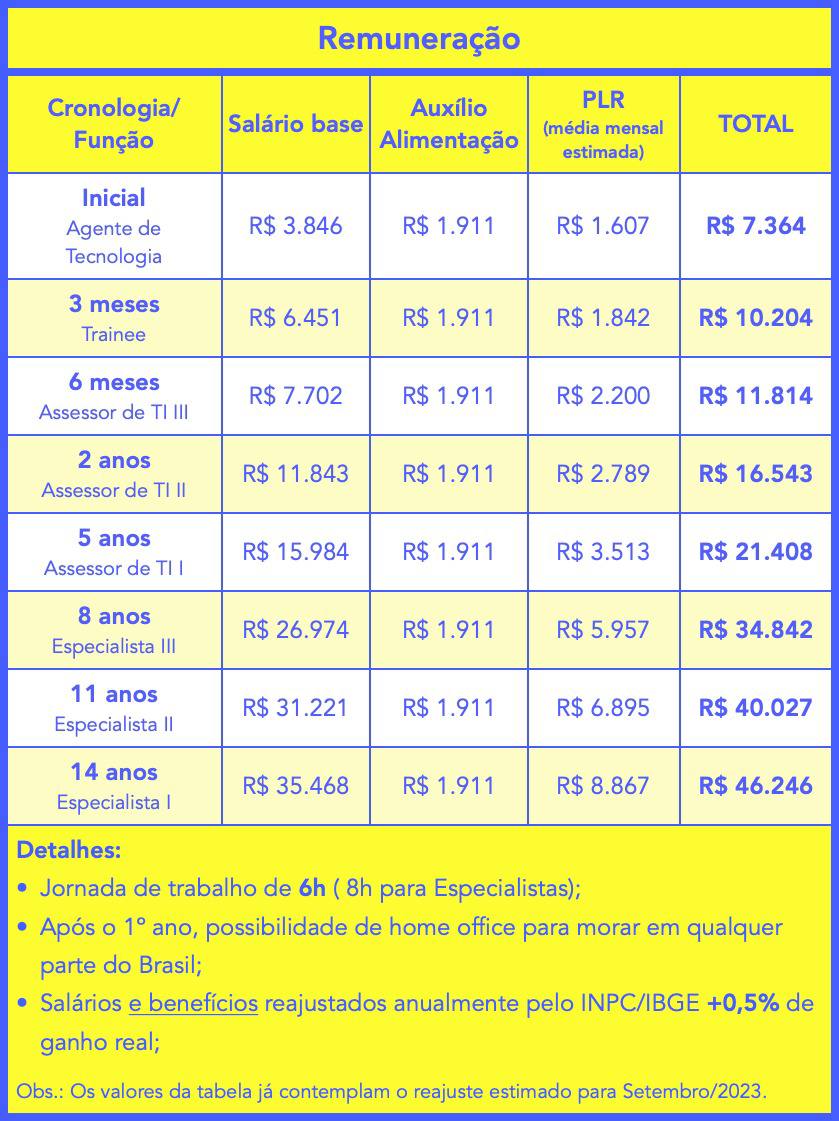 Remuneração
Cronologia/
Função
Salário base
Auxílio
Alimentação
PLR
(média mensal
estimada)
TOTAL
Inicial
Agente de
Tecnologia
R$ 3.846
R$ 1.911
R$ 1.607
R$ 7.364
3 meses
Trainee
R$ 6.451
R$ 1.911
R$ 1.842
R$ 10.204
6 meses
Assessor de TI III
R$ 7.702
R$ 1.911
R$ 2.200
R$ 11.814
2 anos
Assessor de TI II
R$ 11.843
R$ 1.911
R$ 2.789
R$ 16.543
5 anos
Assessor de TI I
R$ 15.984
R$ 1.911
R$ 3.513
R$ 21.408
8 anos
Especialista III
R$ 26.974
R$ 1.911
R$ 5.957
R$ 34.842
11 anos
Especialista II
R$ 31.221
R$ 1.911
R$ 6.895
R$ 40.027
14 anos
Especialista I
R$ 35.468
R$ 1.911
R$ 8.867
R$ 46.246
Detalhes:
• Jornada de trabalho de 6h ( 8h para Especialistas);
• Após o 1º ano, possibilidade de home office para morar em qualquer
parte do Brasil;
• Salários e benefícios reajustados anualmente pelo INPC/IBGE +0,5% de
ganho real;
Obs.: Os valores da tabela já contemplam o reajuste estimado para Setembro/2023.